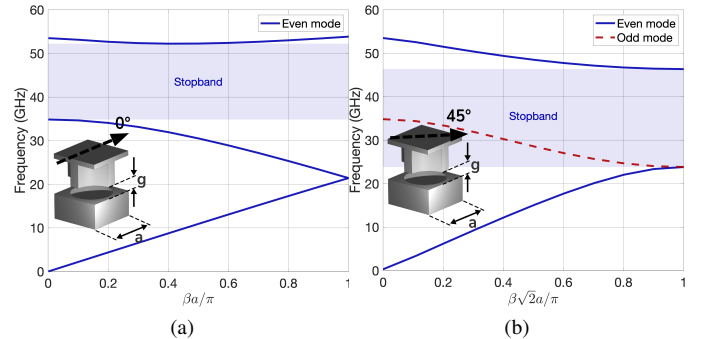 60
50
40
30
20
10
0
Frequency (GHz)
Even mode
Stopband
0°
g
a
0
0.2
0.4
0.6
0.8
1
βa/π
(a)
60
50
40
30
20
10
0
Frequency (GHz)
Even mode
Odd mode
Stopband
45°
g
a
0
0.2
0.4
0.6
0.8
1
β√2a/π
(b)